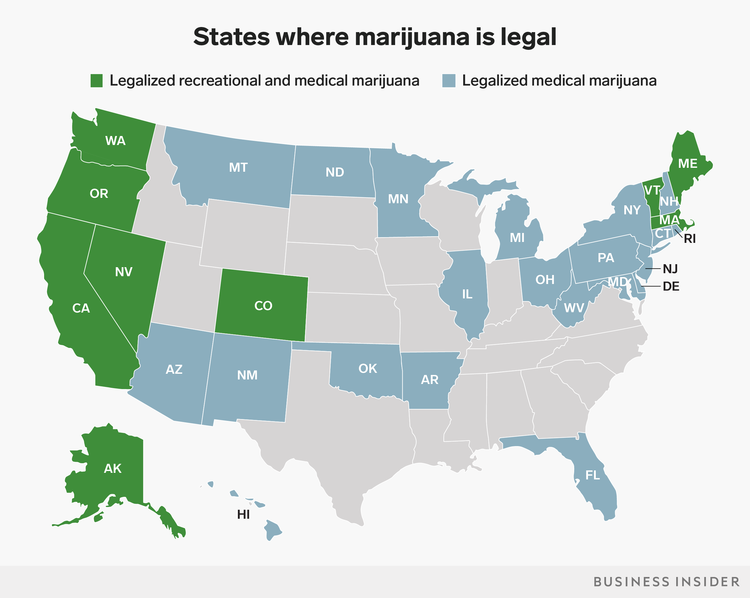 States where marijuana is legal
Legalized recreational and medical marijuana Legalized medical marijuana
WA
MT
ND
ME
OR
MN
VT
NH
NY
MA
MI
CT
RI
NV
PA
NJ
OH
MD
DE
CA
CO
IL
WV
AZ
NM
OK
AR
AK
FL
HI
BUSINESS INSIDER